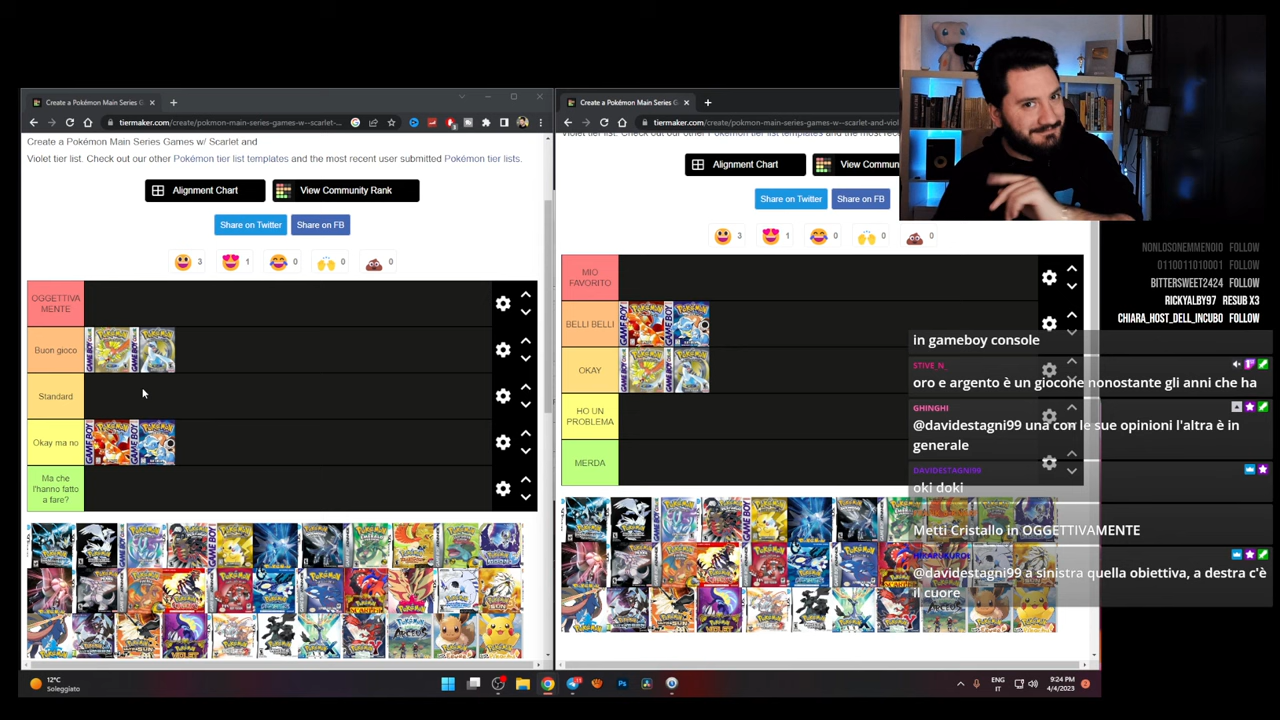 Create a Pokémon Main Series G
tiermaker.com/create/pokmon-main-series-games-w--scarlet-...
Create a Pokémon Main Series Games w/ Scarlet and
Violet tier list. Check out our other Pokémon tier list templates and the most recent user submitted Pokémon tier lists.
Alignment Chart
View Community Rank
Share on Twitter
Share on FB
3
1
0
0
0
OGGETTIVA
MENTE
Buon gioco
Standard
Okay ma no
Ma che
l'hanno fatto
a fare?
Create a Pokémon Main Series G
tiermaker.com/create/pokmon-main-series-games-w--scarlet-and-viol
Alignment Chart
View Commun
Share on Twitter
Share on FB
3
1
0
0
0
MIO
FAVORITO
BELLI BELLI
OKAY
HO UN
PROBLEMA
MERDA
NONLOSONEMMENOIO FOLLOW
0110011010001 FOLLOW
BITTERSWEET2424 FOLLOW
RICKYALBY97 RESUB X3
CHIARA_HOST_DELL_INCUBO FOLLOW
in gameboy console
STIVE_N_
oro e argento è un giocone nonostante gli anni che ha
GHINGHI
@davidestagni99 una con le sue opinioni l'altra è in
generale
DAVIDESTAGNI99
oki doki
Metti Cristallo in OGGETTIVAMENTE
@davidestagni99 a sinistra quella obiettiva, a destra c'è
il cuore
12°C
Soleggiato
ENG
IT
9:24 PM
4/4/2023
2